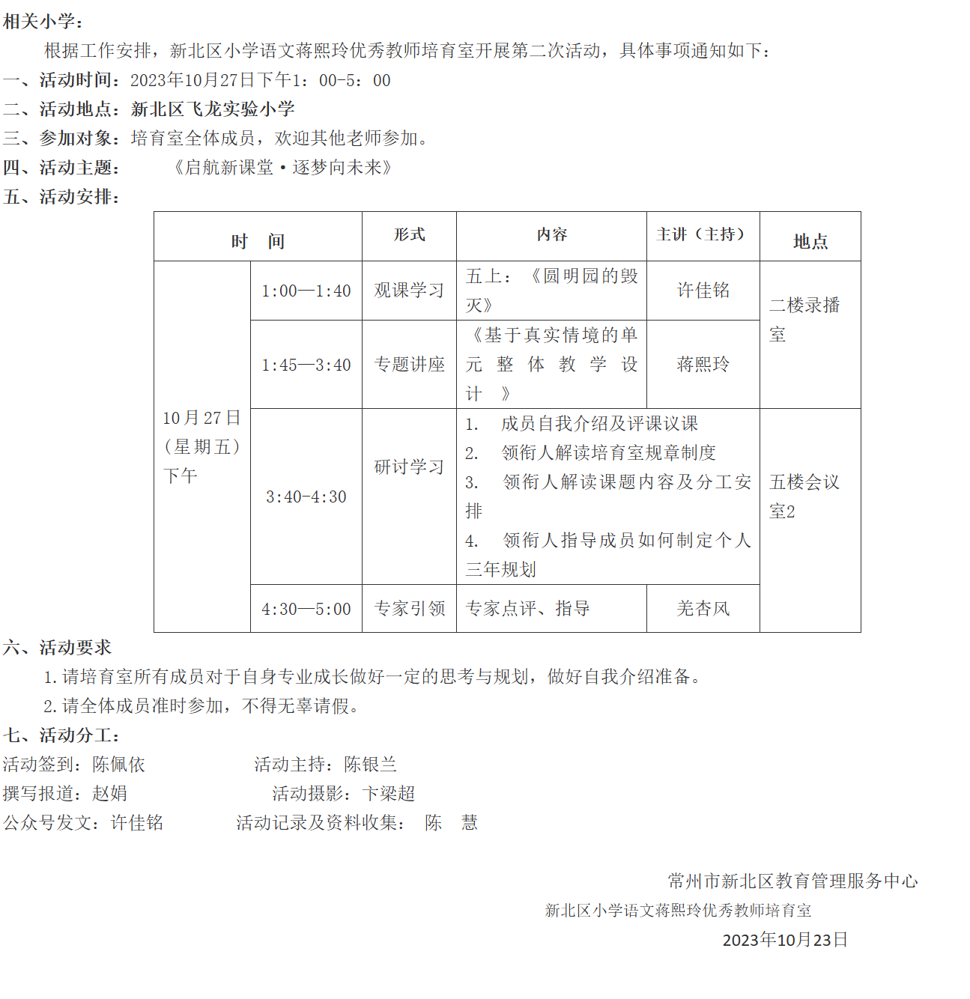 相关小学：
根据工作安排，新北区小学语文蒋熙玲优秀教师培育室开展第二次活动，具体事项通知如下：
一、活动时间：2023年10月27日下午1：00-5：00
二、活动地点：新北区飞龙实验小学
三、参加对象：培育室全体成员，欢迎其他老师参加。
四、活动主题：　　《启航新课堂·逐梦向未来》
五、活动安排：
时　间　形式　内容　主讲（主持）　地点
10月27日
(星期五)
下午
1:00—1:40　观课学习
五上：《圆明园的毁
灭》
许佳铭
二楼录播
室
1:45—3:40　专题讲座
《基于真实情境的单
元整体教学设
计　》
蒋熙玲
3:40-4:30
研讨学习
1.　成员自我介绍及评课议课
2.　领衔人解读培育室规章制度
3.　领衔人解读课题内容及分工安
排
4.　领衔人指导成员如何制定个人
三年规划
五楼会议
室2
4:30—5:00　专家引领　专家点评、指导　羌杏风
六、活动要求
1.请培育室所有成员对于自身专业成长做好一定的思考与规划，做好自我介绍准备。
2.请全体成员准时参加，不得无辜请假。
七、活动分工：
活动签到：陈佩依　　　　　　活动主持：陈银兰
撰写报道：赵娟　　　　　　　　活动摄影：卞梁超
公众号发文：许佳铭　　　　活动记录及资料收集：　陈　慧
常州市新北区教育管理服务中心
新北区小学语文蒋熙玲优秀教师培育室
2023年10月23日